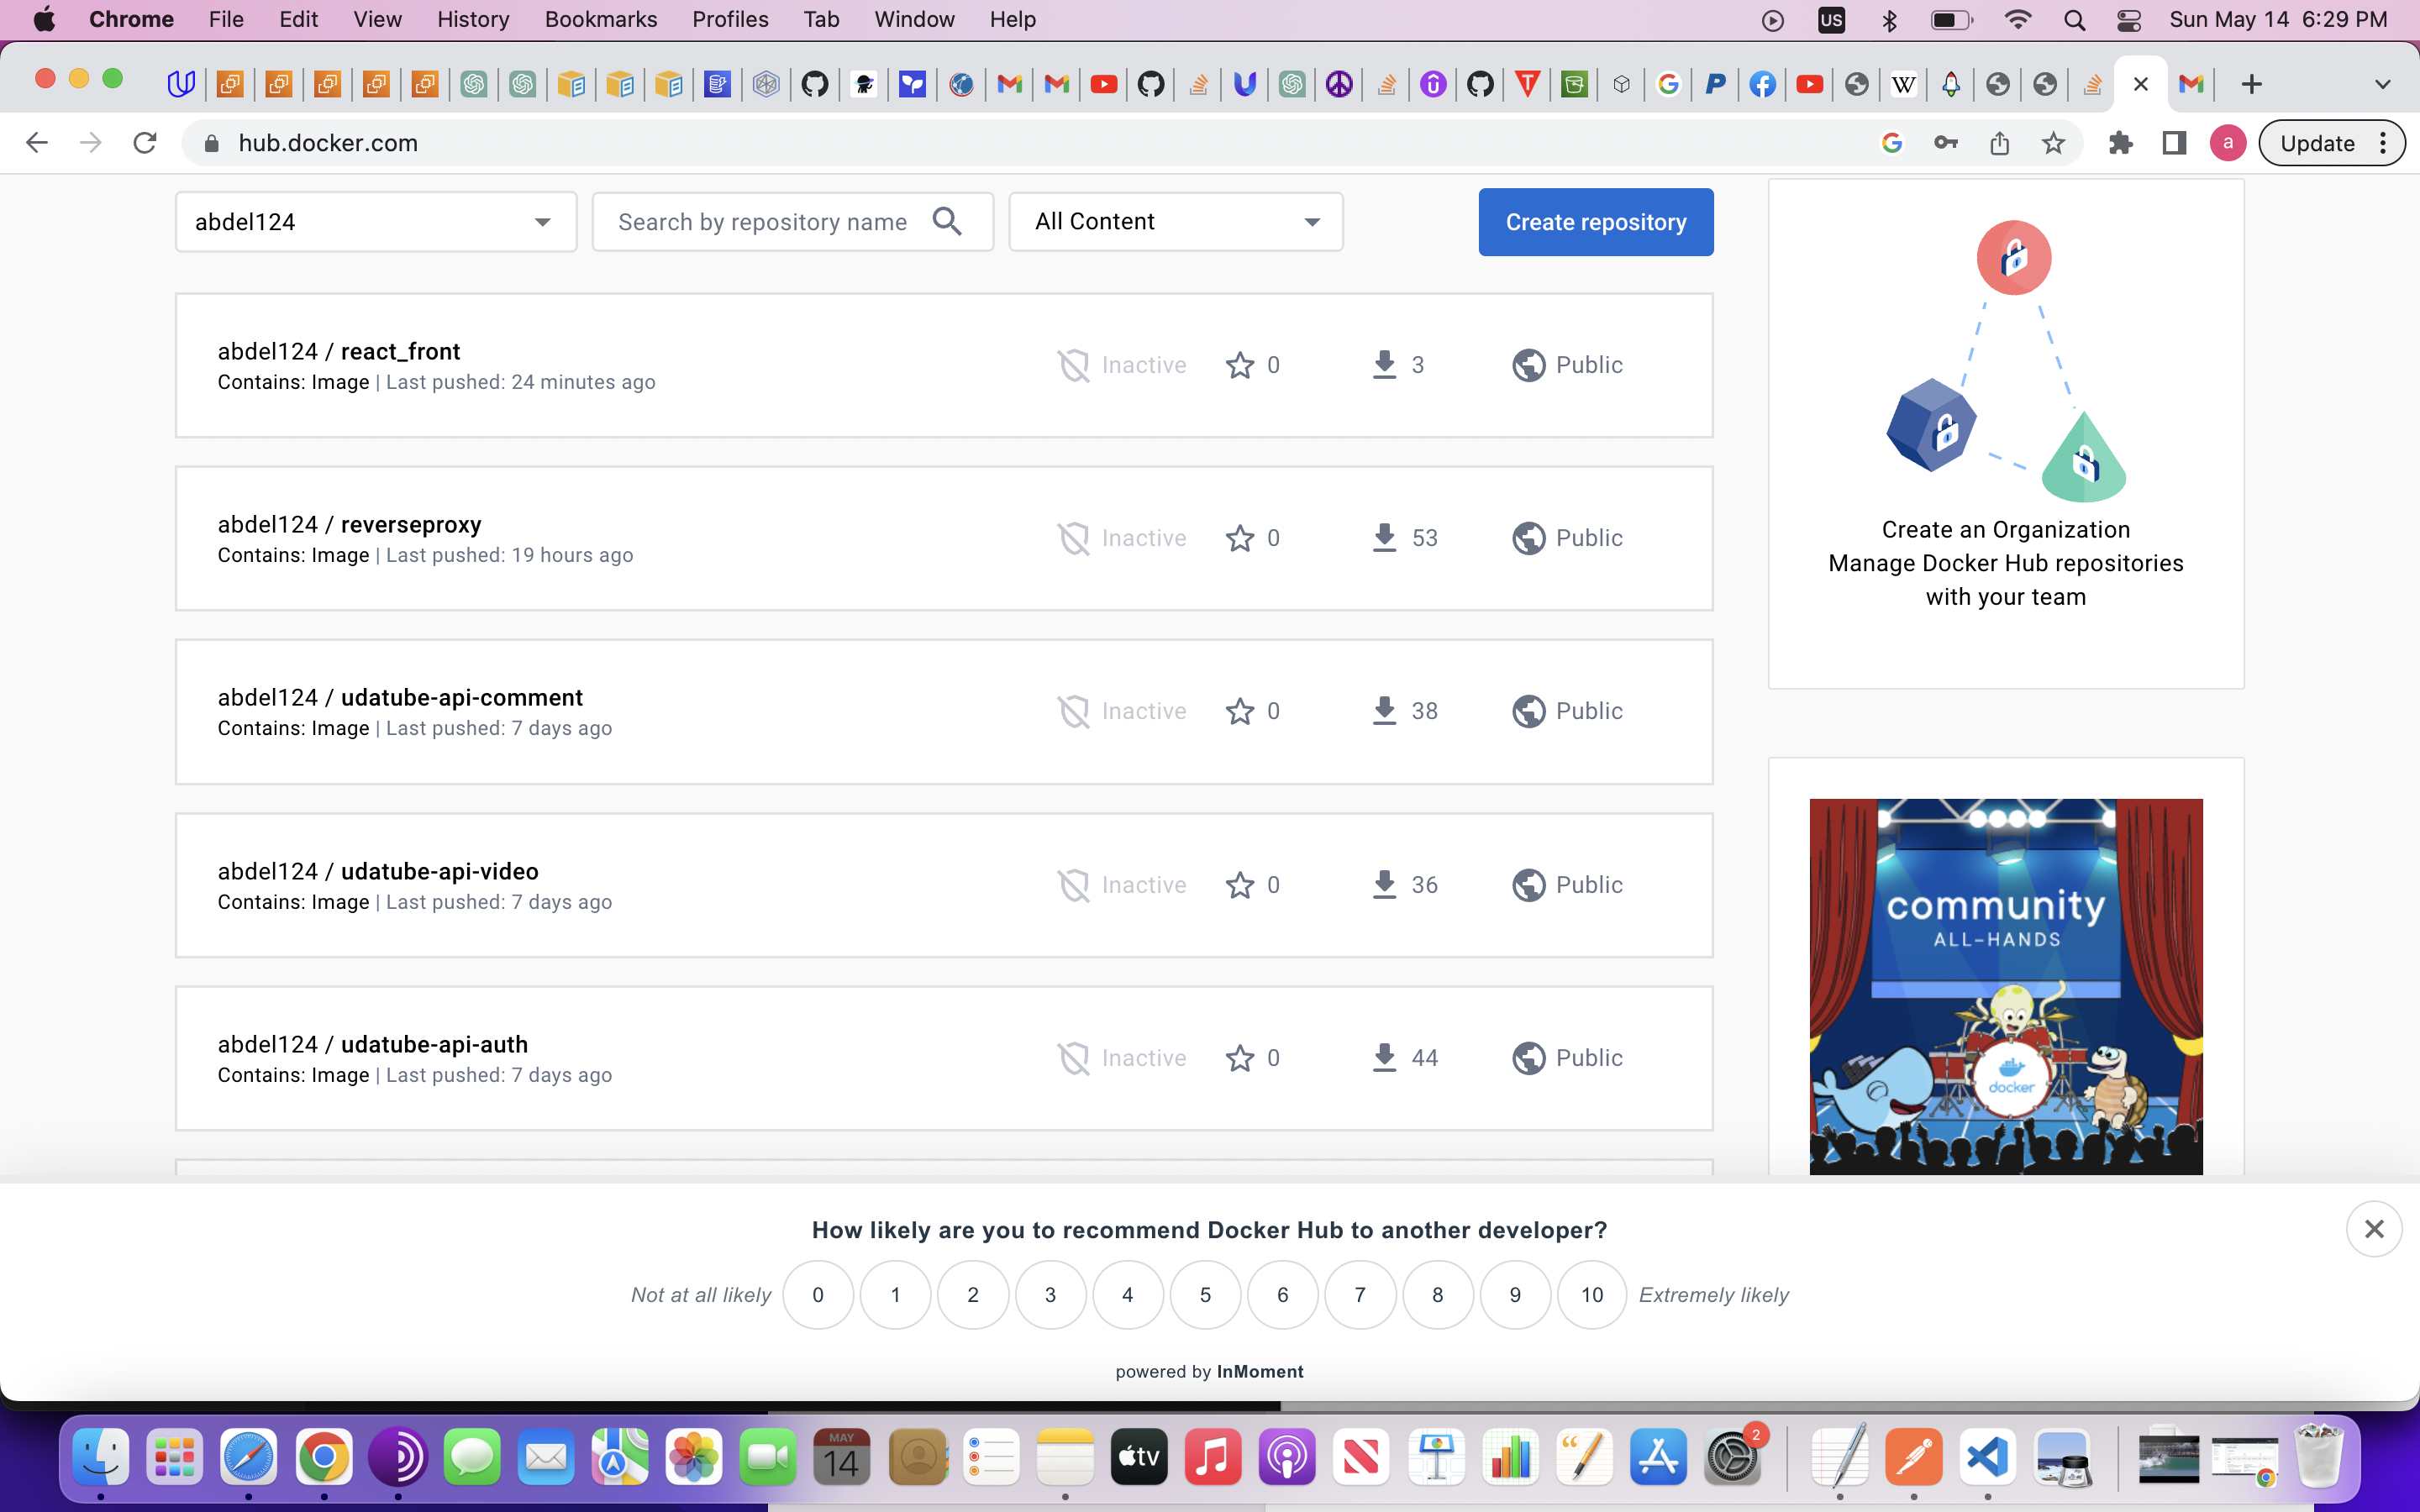 Chrome File Edit View History Bookmarks Profiles Tab Window Help US Sun May 14 6:29 PM
hub.docker.com a Update
abdel124 Search by repository name All Content Create repository
abdel124 / react_front
Contains: Image | Last pushed: 24 minutes ago
Inactive 0 3 Public
abdel124 / reverseproxy
Contains: Image | Last pushed: 19 hours ago
Inactive 0 53 Public
abdel124 / udatube-api-comment
Contains: Image | Last pushed: 7 days ago
Inactive 0 38 Public
abdel124 / udatube-api-video
Contains: Image | Last pushed: 7 days ago
Inactive 0 36 Public
abdel124 / udatube-api-auth
Contains: Image | Last pushed: 7 days ago
Inactive 0 44 Public
Create an Organization
Manage Docker Hub repositories
with your team
community
ALL-HANDS
docker
How likely are you to recommend Docker Hub to another developer?
Not at all likely 0 1 2 3 4 5 6 7 8 9 10 Extremely likely
powered by InMoment
MAY
14
tv
2